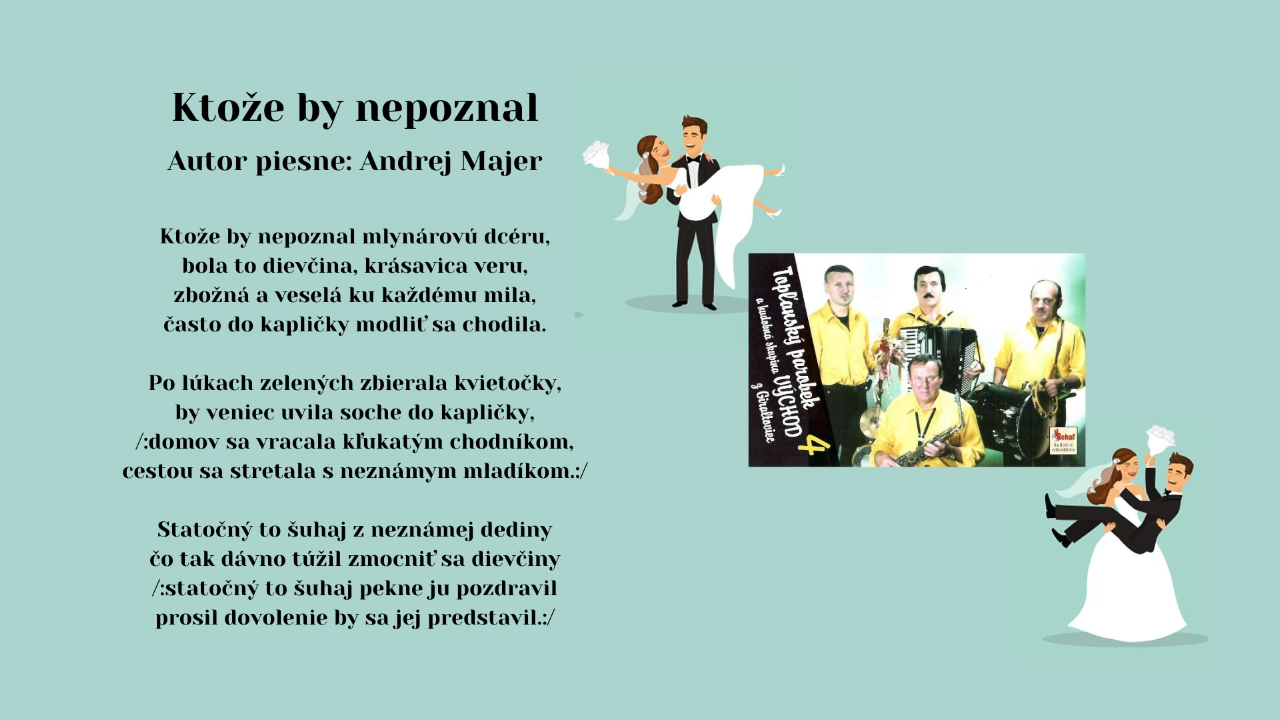 Ktože by nepoznal
Autor piesne: Andrej Majer
Ktože by nepoznal mlynárovú dcéru,
bola to dievčina, krásavica veru,
zbožná a veselá ku každému mila,
často do kapličky modliť sa chodila.
Po lúkach zelených zbierala kvietočky,
by veniec uvila soche do kapličky,
/:domov sa vracala kľukatým chodníkom,
cestou sa stretala s neznámym mladíkom.:/
Statočný to šuhaj z neznámej dediny
čo tak dávno túžil zmocniť sa dievčiny
/:statočný to šuhaj pekne ju pozdravil
prosil dovolenie by sa jej predstavil.:/
Topľanský parobek
a hudobná skupina VÝCHOD
z Giraltoviec
4